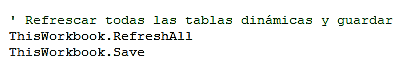 ' Refrescar todas las tablas dinámicas y guardar
ThisWorkbook.RefreshAll
ThisWorkbook.Save